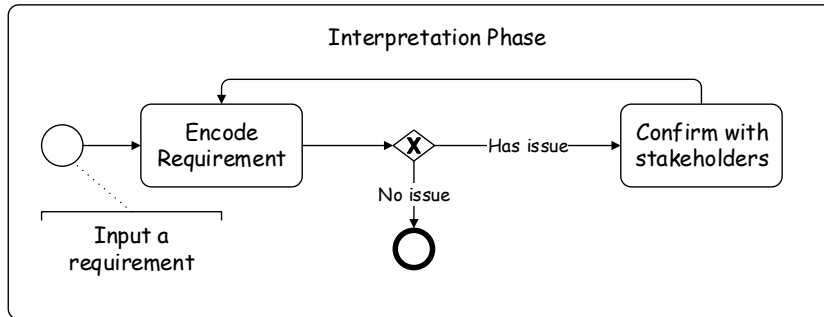 Interpretation Phase
Encode
Requirement
X
Has issue
Confirm with
stakeholders
No issue
Input a
requirement